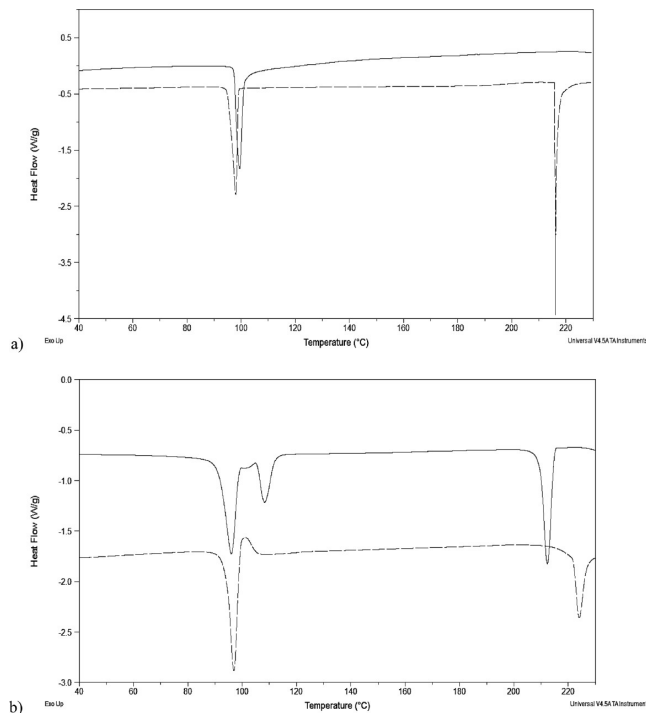 0.5
-0.5
-1.5
-2.5
-3.5
-4.5
Heat Flow (W/g)
40 60 80 100 120 140 160 180 200 220
a) Exo Up Temperature (°C) Universal V4.5A TA Instruments
0.0
-0.5
-1.0
-1.5
-2.0
-2.5
-3.0
Heat Flow (W/g)
40 60 80 100 120 140 160 180 200 220
b) Exo Up Temperature (°C) Universal V4.5A TA Instruments